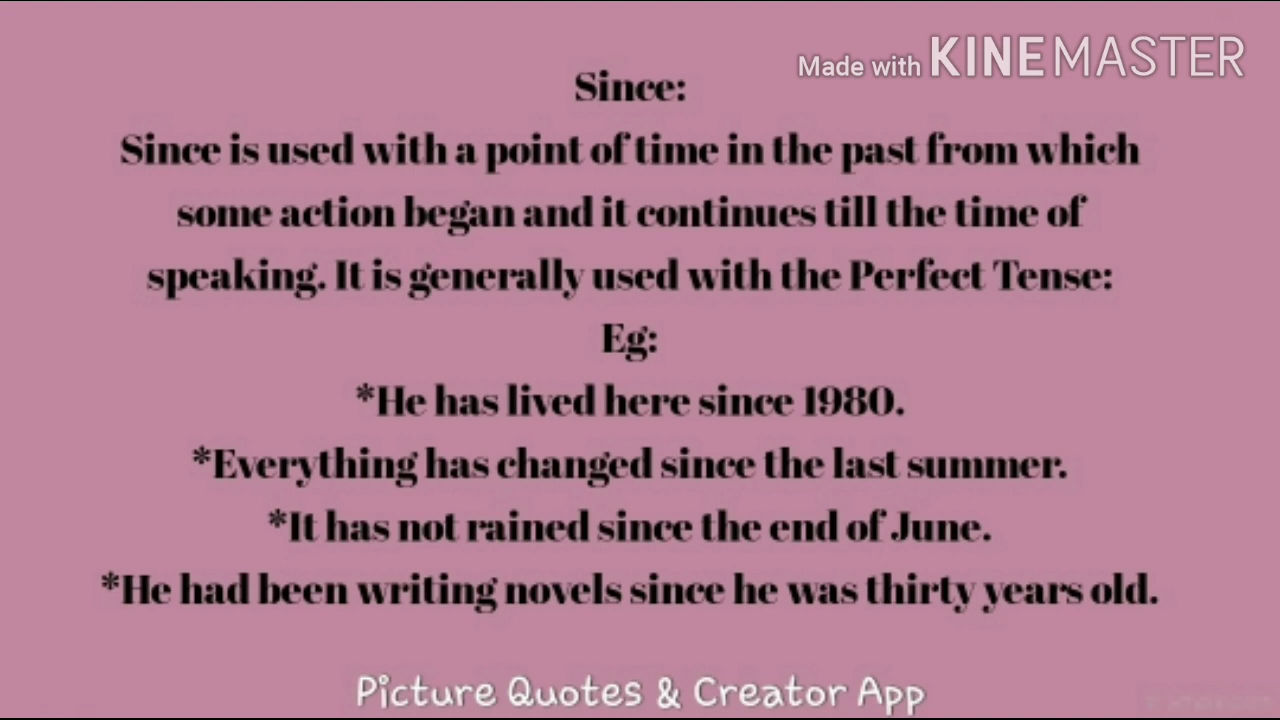 Made with KINEMASTER
Since:
Since is used with a point of time in the past from which
some action began and it continues till the time of
speaking. It is generally used with the Perfect Tense:
Eg:
*He has lived here since 1980.
*Everything has changed since the last summer.
*It has not rained since the end of June.
*He had been writing novels since he was thirty years old.
Picture Quotes & Creator App